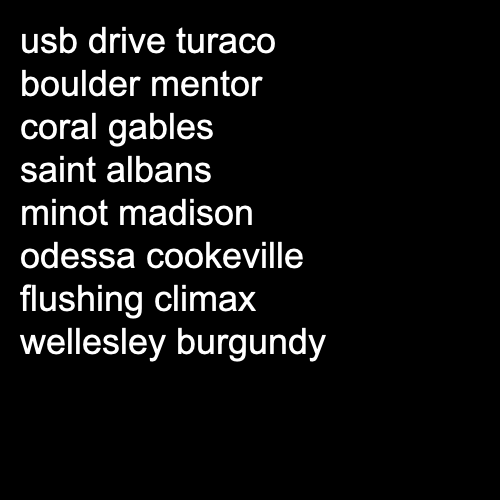 usb drive turaco
boulder mentor
coral gables
saint albans
minot madison
odessa cookeville
flushing climax
wellesley burgundy